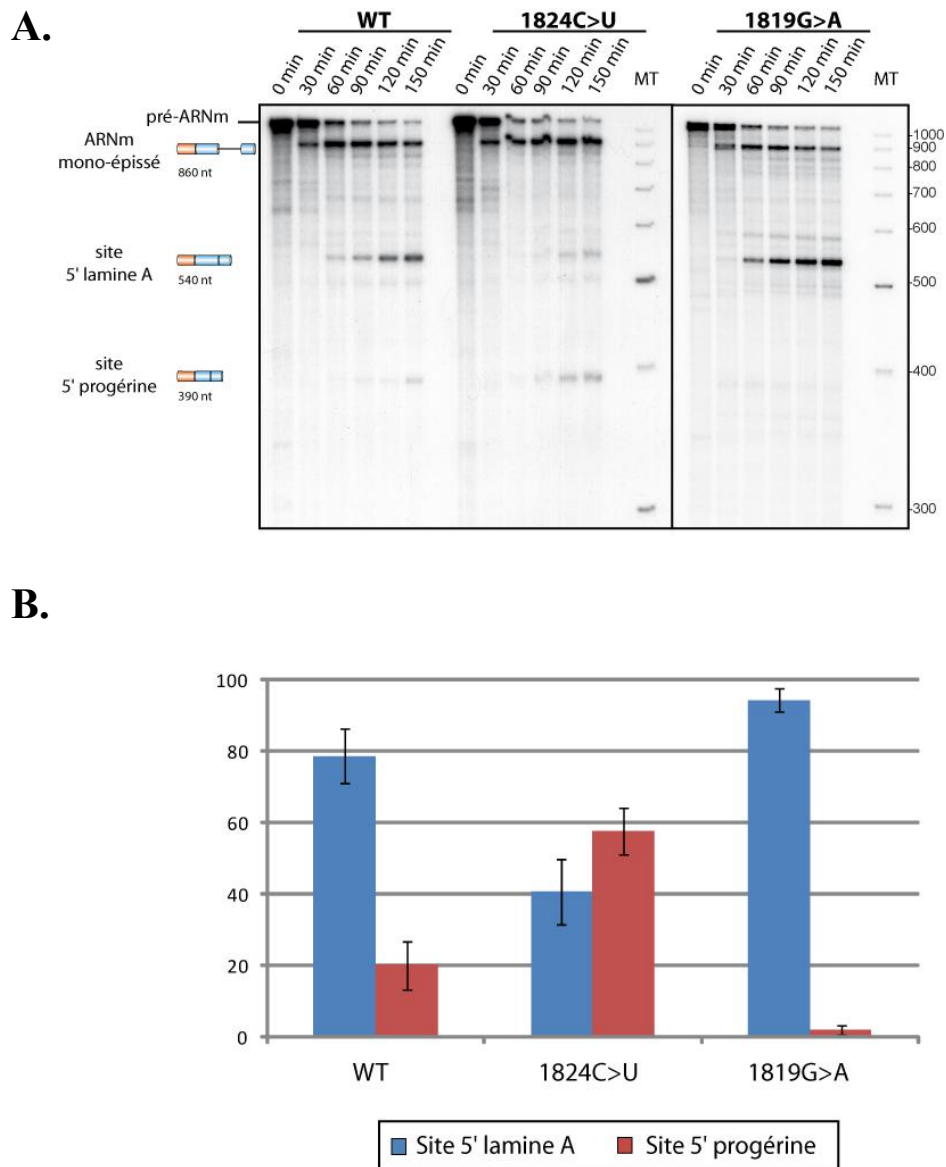 A.
WT 1824C>U 1819G>A
0 min 30 min 60 min 90 min 120 min 150 min 0 min 30 min 60 min 90 min 120 min 150 min MT 0 min 30 min 60 min 90 min 120 min 150 min MT
pré-ARNm
ARNm
mono-épissé
860 nt
site
5' lamine A
540 nt
site
5' progérine
390 nt
1000
900
800
700
600
500
400
300
B.
100
80
60
40
20
0
WT 1824C>U 1819G>A
Site 5' lamine A Site 5' progérine